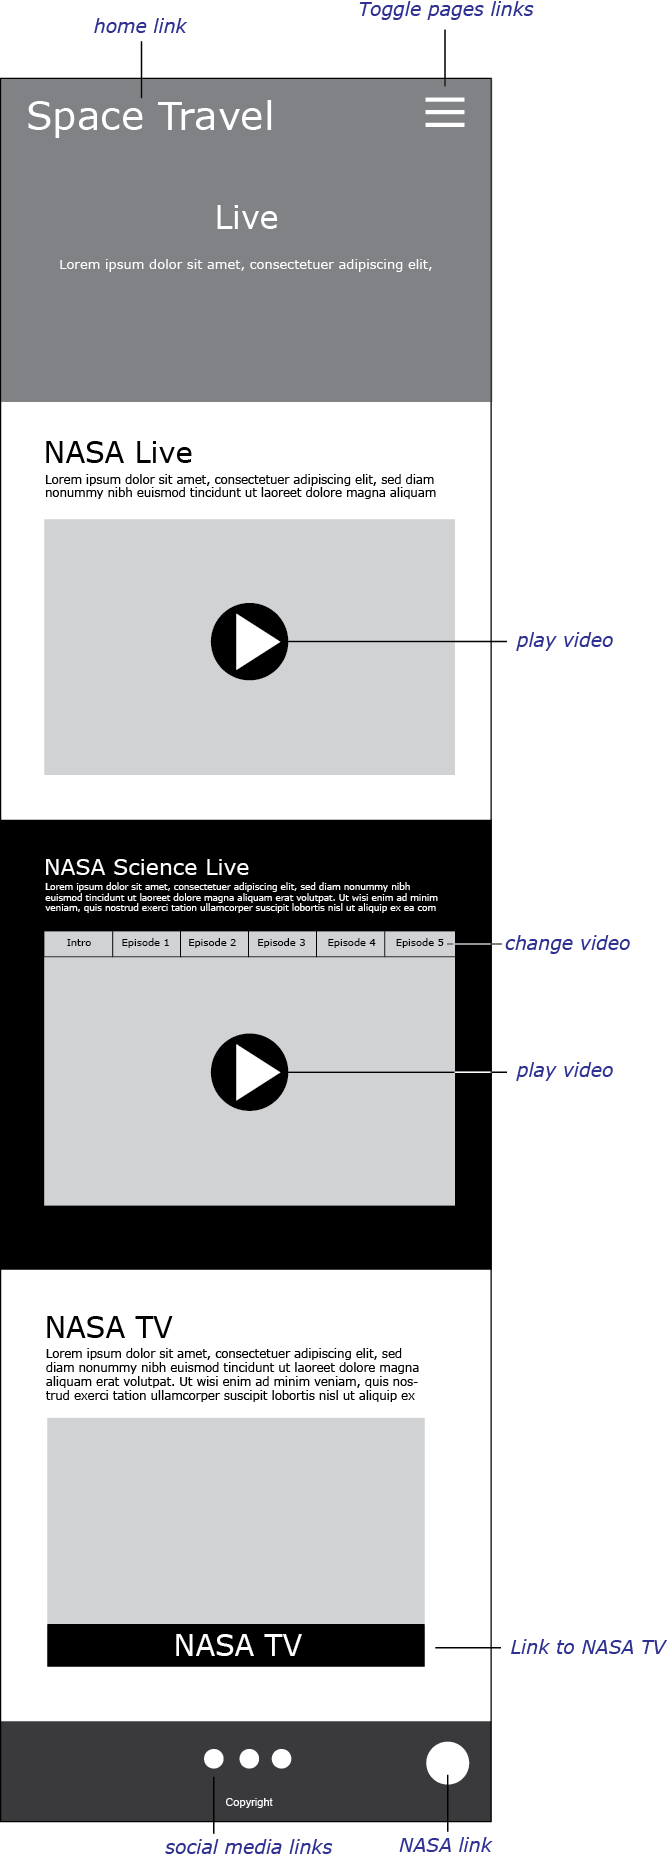 home link
Toggle pages links
Space Travel
Live
Lorem ipsum dolor sit amet, consectetuer adipiscing elit,
NASA Live
Lorem ipsum dolor sit amet, consectetuer adipiscing elit, sed diam
nonummy nibh euismod tincidunt ut laoreet dolore magna aliquam
play video
NASA Science Live
Lorem ipsum dolor sit amet, consectetuer adipiscing elit, sed diam nonummy nibh
euismod tincidunt ut laoreet dolore magna aliquam erat volutpat. Ut wisi enim ad minim
veniam, quis nostrud exerci tation ullamcorper suscipit lobortis nisl ut aliquip ex ea com
Intro Episode 1 Episode 2 Episode 3 Episode 4 Episode 5
change video
play video
NASA TV
Lorem ipsum dolor sit amet, consectetuer adipiscing elit, sed
diam nonummy nibh euismod tincidunt ut laoreet dolore magna
aliquam erat volutpat. Ut wisi enim ad minim veniam, quis nos-
trud exerci tation ullamcorper suscipit lobortis nisl ut aliquip ex
NASA TV
Link to NASA TV
Copyright
social media links
NASA link